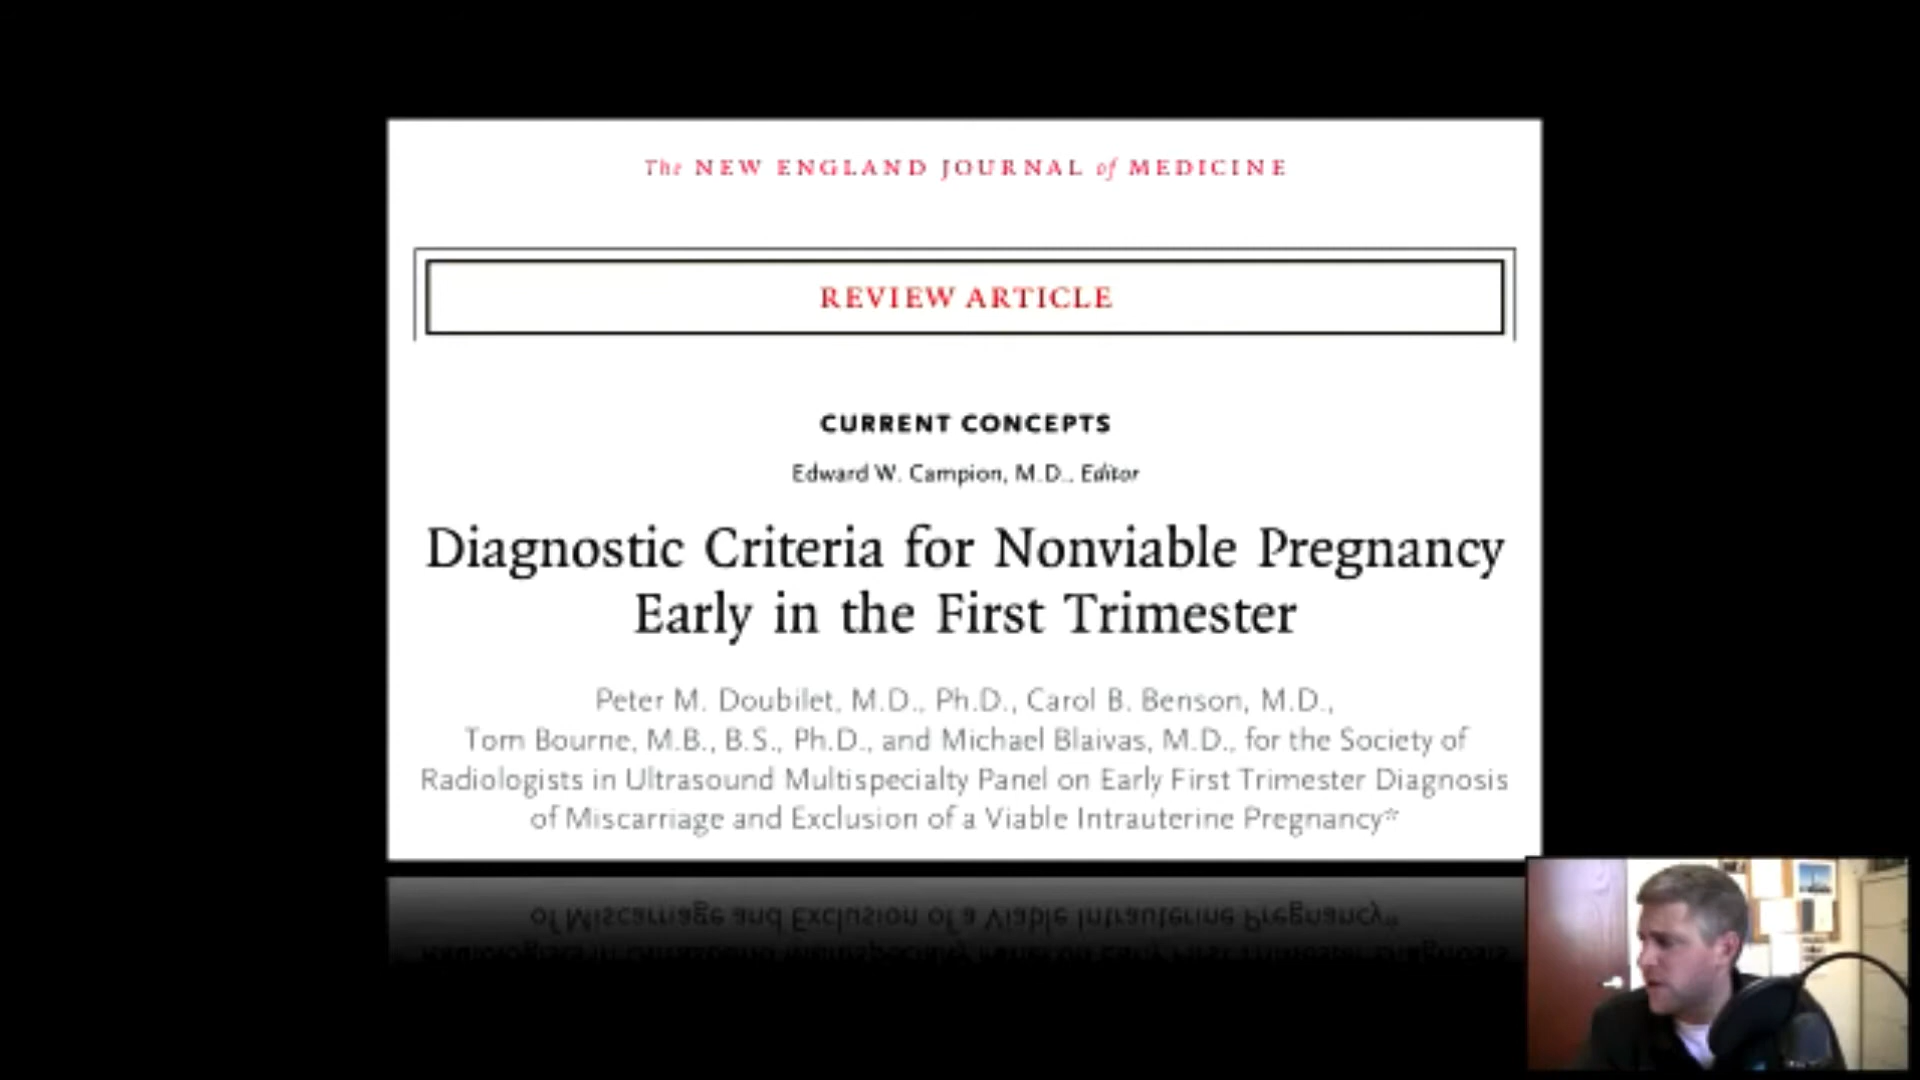 The NEW ENGLAND JOURNAL of MEDICINE
REVIEW ARTICLE
CURRENT CONCEPTS
Edward W. Campion, M.D., Editor
Diagnostic Criteria for Nonviable Pregnancy
Early in the First Trimester
Peter M. Doubilet, M.D., Ph.D., Carol B. Benson, M.D.,
Tom Bourne, M.B., B.S., Ph.D., and Michael Blaivas, M.D., for the Society of
Radiologists in Ultrasound Multispecialty Panel on Early First Trimester Diagnosis
of Miscarriage and Exclusion of a Viable Intrauterine Pregnancy*